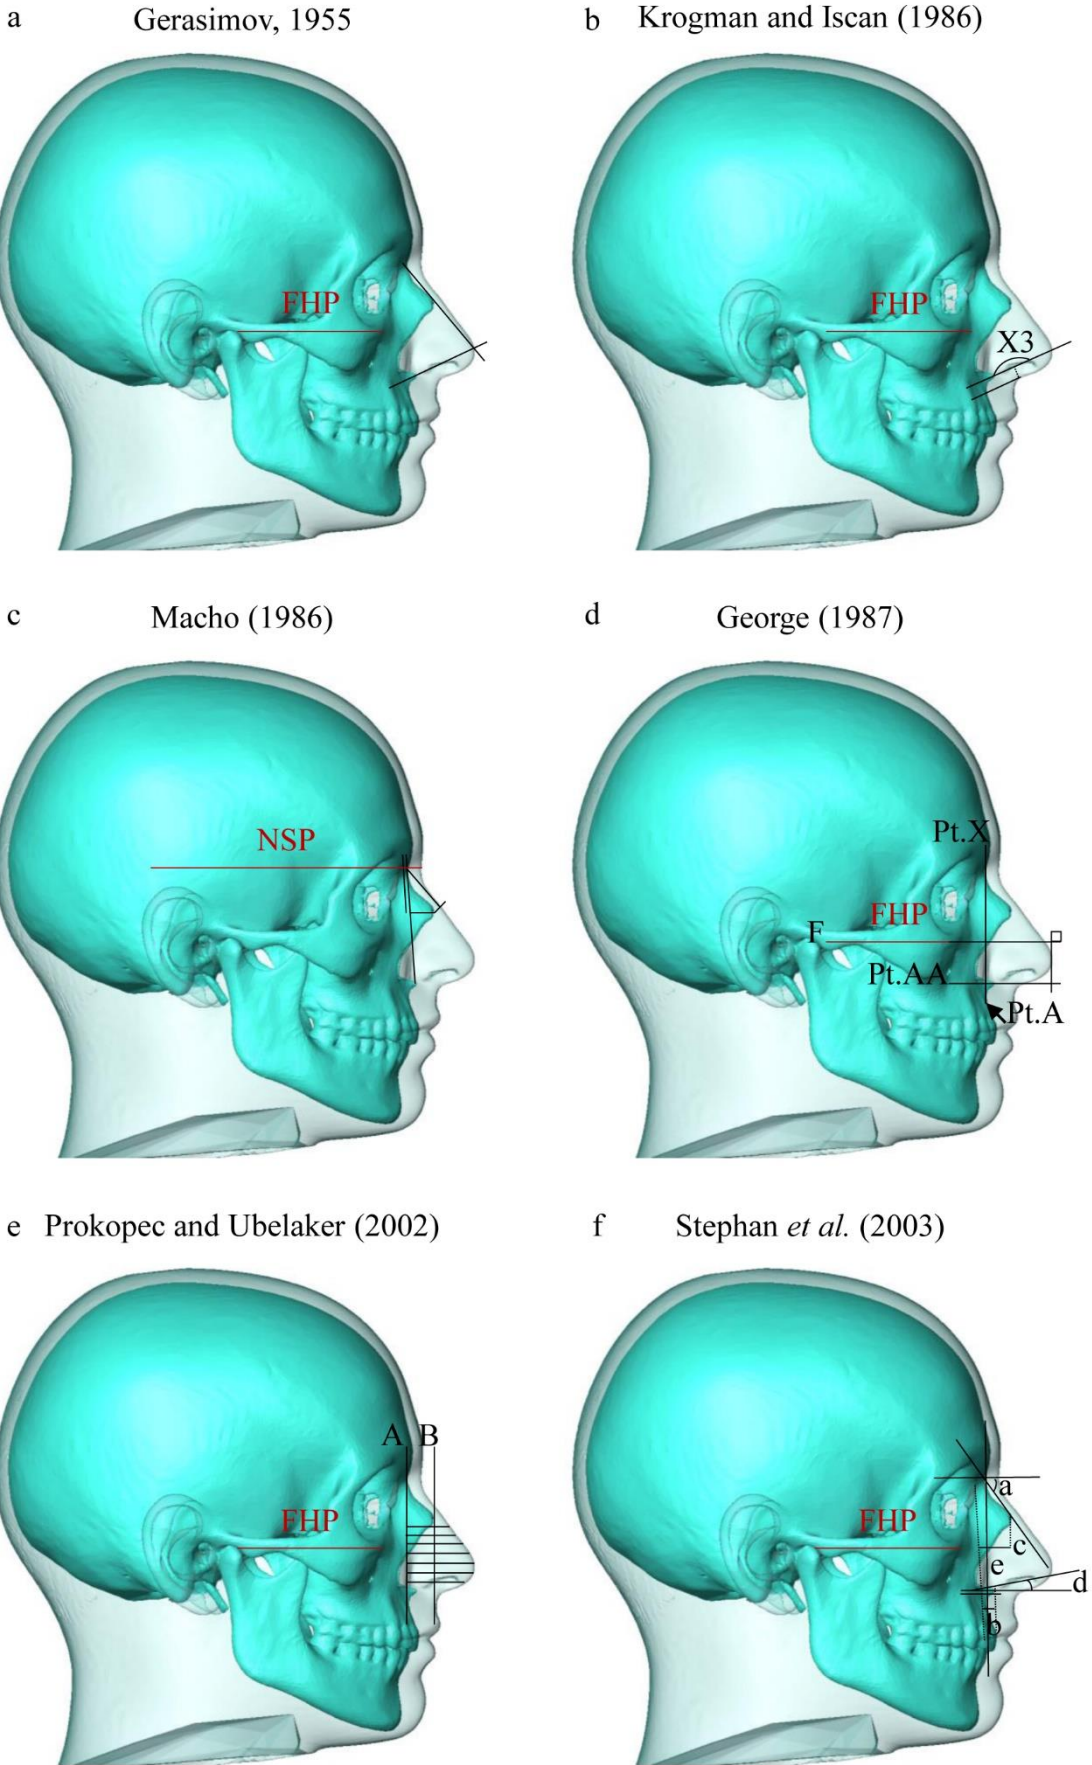 a Gerasimov, 1955
b Krogman and Iscan (1986)
FHP
FHP
X3
c Macho (1986)
d George (1987)
NSP
Pt.X
FHP
F
Pt.AA
Pt.A
e Prokopec and Ubelaker (2002)
f Stephan et al. (2003)
A B
FHP
a
FHP
c
e
d
b